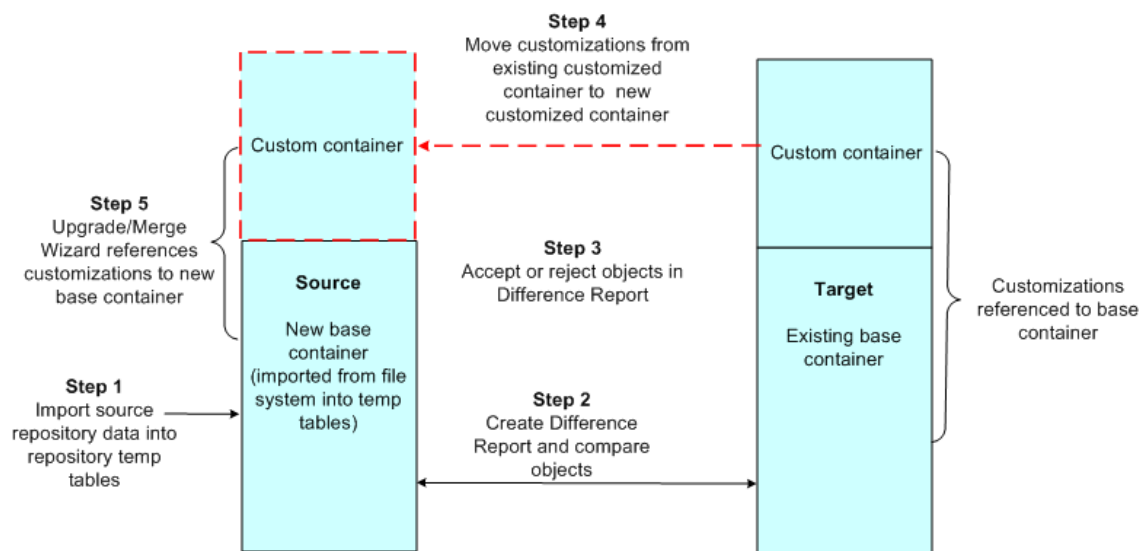 Step 4
Move customizations from
existing customized
container to new
customized container
Custom container
Custom container
Step 5
Upgrade/Merge
Wizard references
customizations to new
base container
Step 3
Accept or reject objects in
Difference Report
Source
New base
container
(imported from file
system into temp
tables)
Target
Existing base
container
Customizations
referenced to base
container
Step 1
Import source
repository data into
repository temp
tables
Step 2
Create Difference
Report and compare
objects